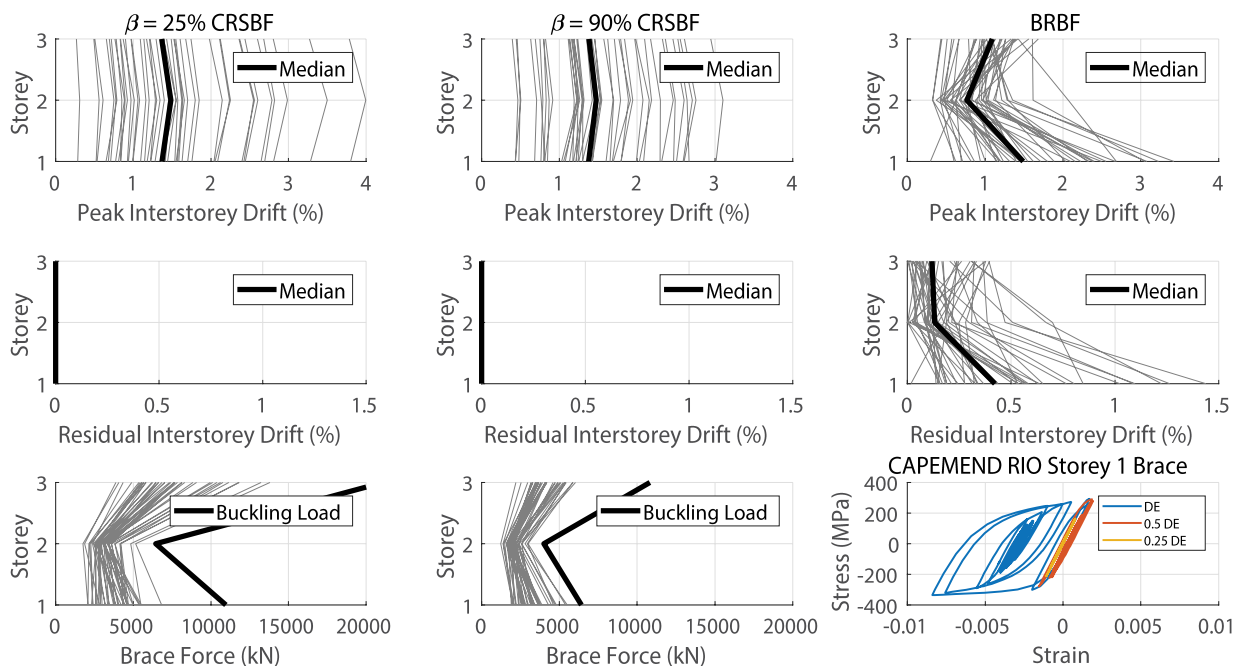 β = 25% CRSBF
3
2
1
Storey
Median
0 1 2 3 4
Peak Interstorey Drift (%)
β = 90% CRSBF
3
2
1
Storey
Median
0 1 2 3 4
Peak Interstorey Drift (%)
BRBF
3
2
1
Storey
Median
0 1 2 3 4
Peak Interstorey Drift (%)
3
2
1
Storey
Median
0 0.5 1 1.5
Residual Interstorey Drift (%)
3
2
1
Storey
Median
0 0.5 1 1.5
Residual Interstorey Drift (%)
3
2
1
Storey
Median
0 0.5 1 1.5
Residual Interstorey Drift (%)
3
2
1
Storey
Buckling Load
0 5000 10000 15000 20000
Brace Force (kN)
3
2
1
Storey
Buckling Load
0 5000 10000 15000 20000
Brace Force (kN)
CAPEMEND RIO Storey 1 Brace
400
200
0
-200
-400
Stress (MPa)
DE
0.5 DE
0.25 DE
-0.01 -0.005 0 0.005 0.01
Strain